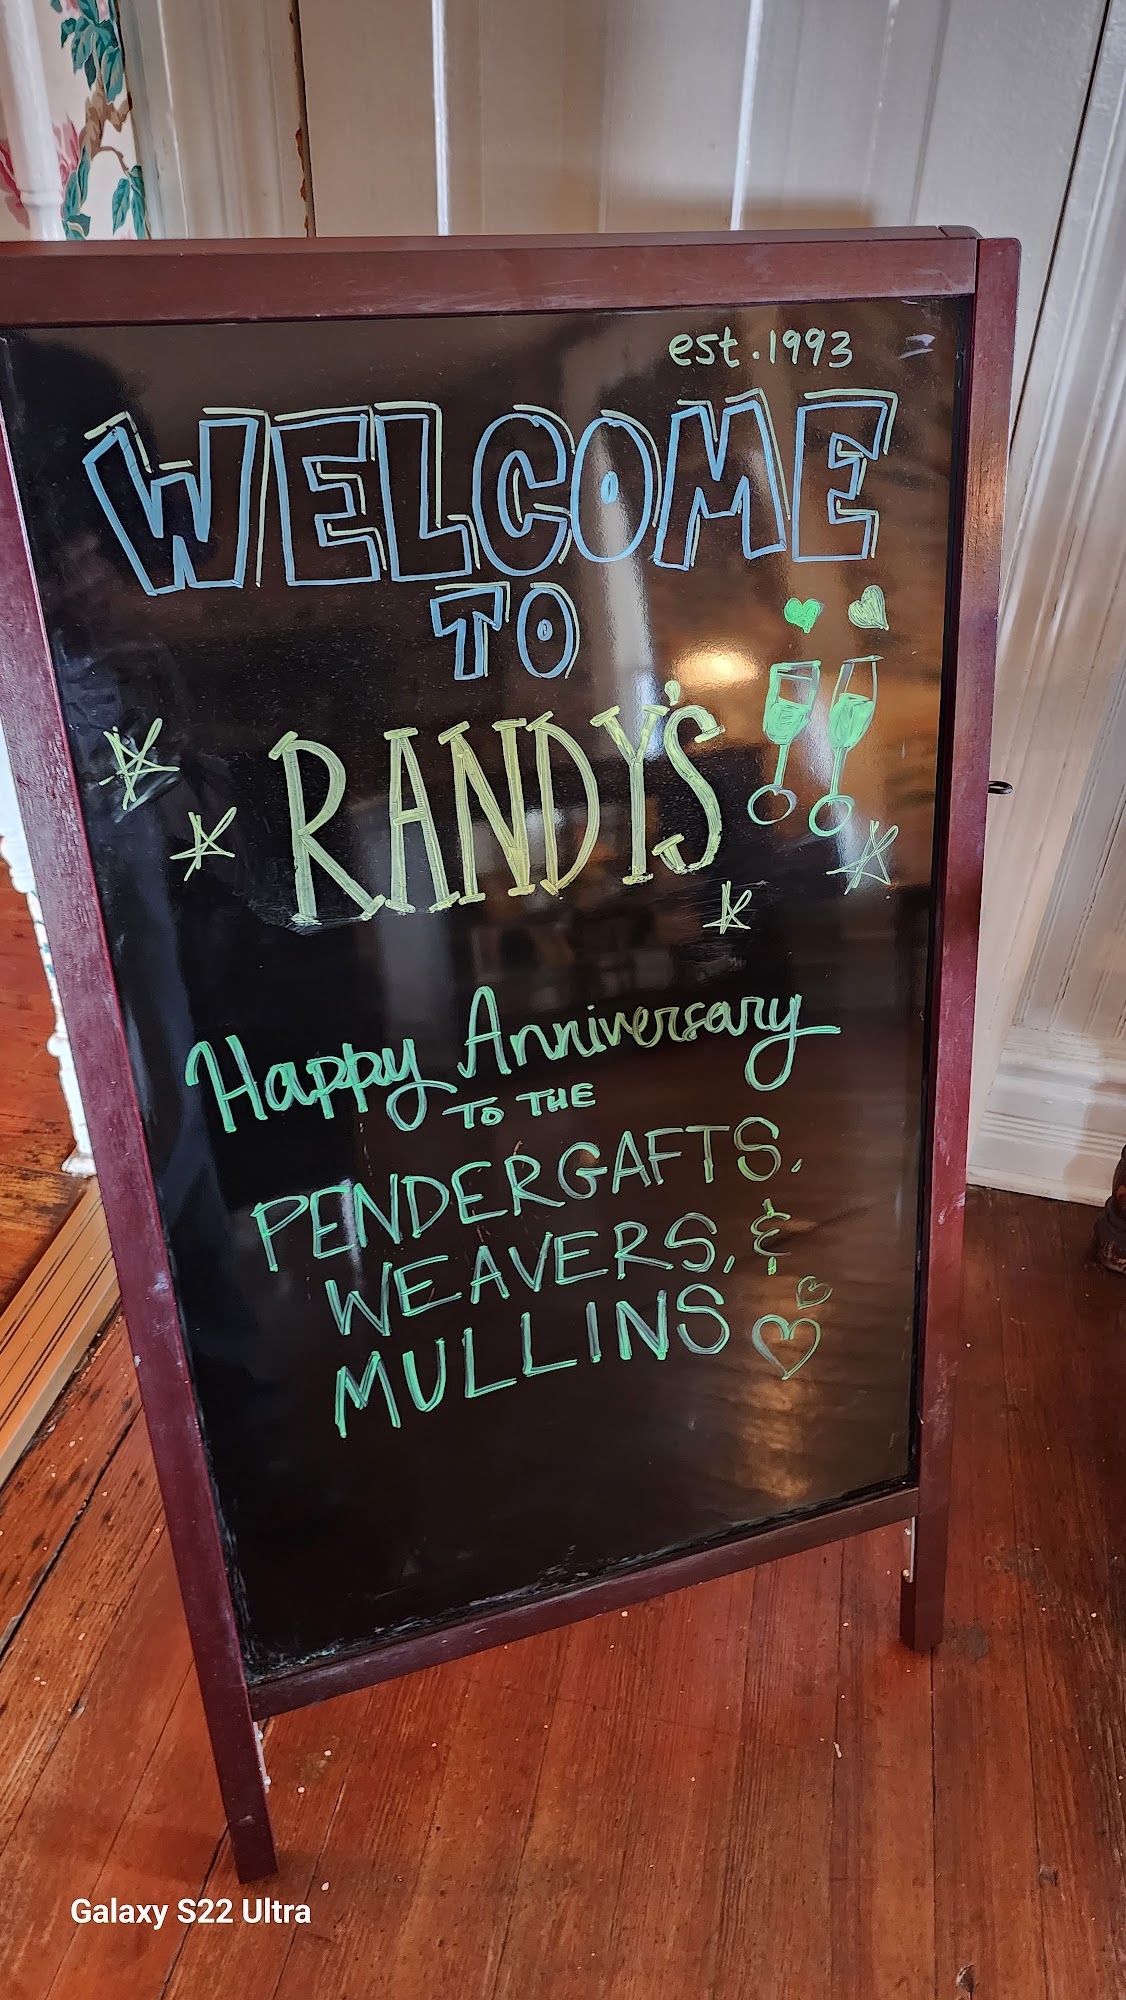 est. 1993
WELCOME
TO
RANDY'S
Happy Anniversary
TO THE
PENDERGAFTS,
WEAVERS, &
MULLINS
Galaxy S22 Ultra